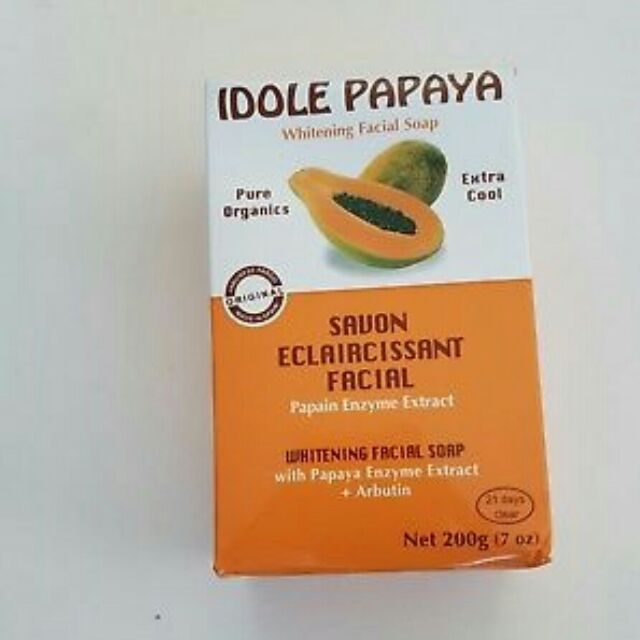 IDOLE PAPAYA
Whitening Facial Soap
Pure
Organics
Extra
Cool
ORIGINAL
SAVON
ECLAIRCISSANT
FACIAL
Papain Enzyme Extract
WHITENING FACIAL SOAP
with Papaya Enzyme Extract
+ Arbutin
21 days
clear
Net 200g (7 oz)